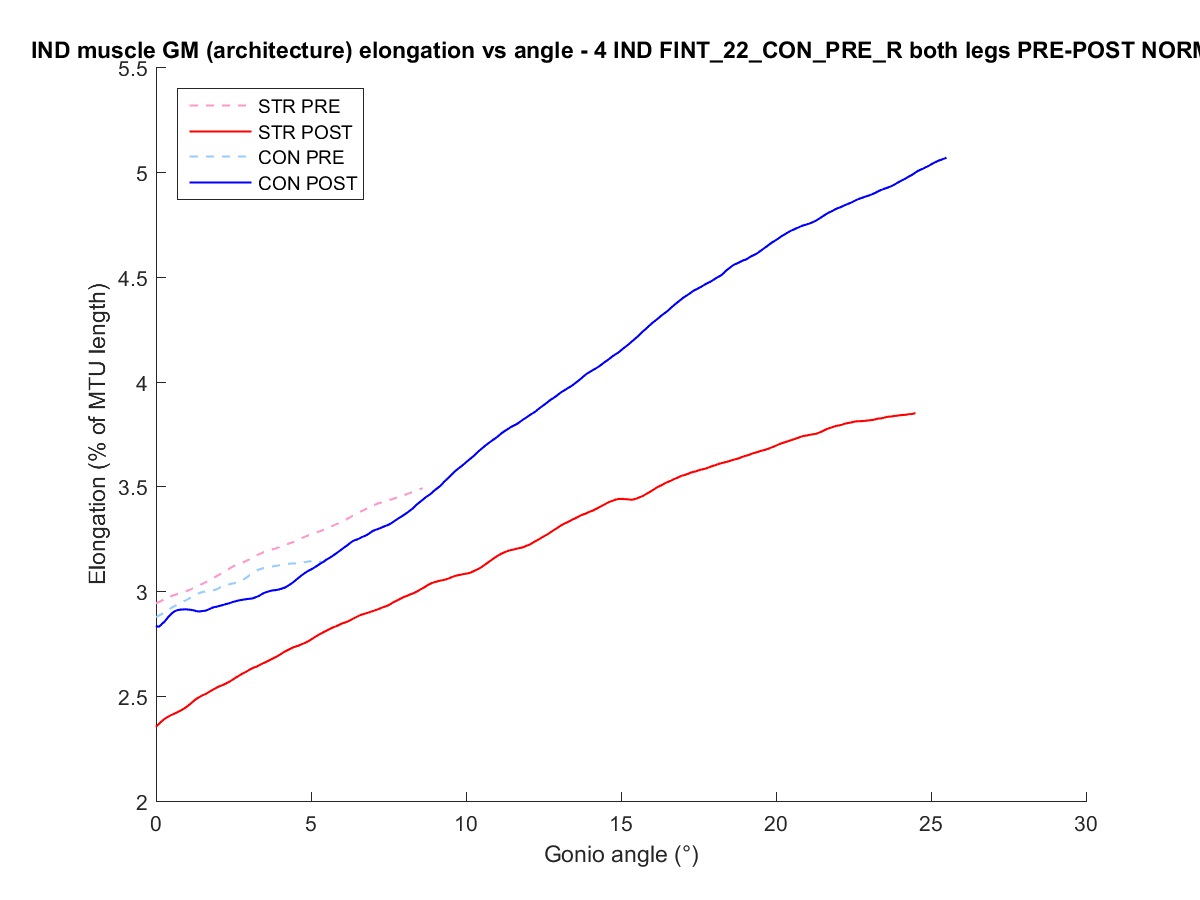 IND muscle GM (architecture) elongation vs angle - 4 IND FINT_22_CON_PRE_R both legs PRE-POST NORM
5.5
STR PRE
STR POST
CON PRE
CON POST
5
4.5
4
3.5
3
2.5
2
Elongation (% of MTU length)
0 5 10 15 20 25 30
Gonio angle (°)